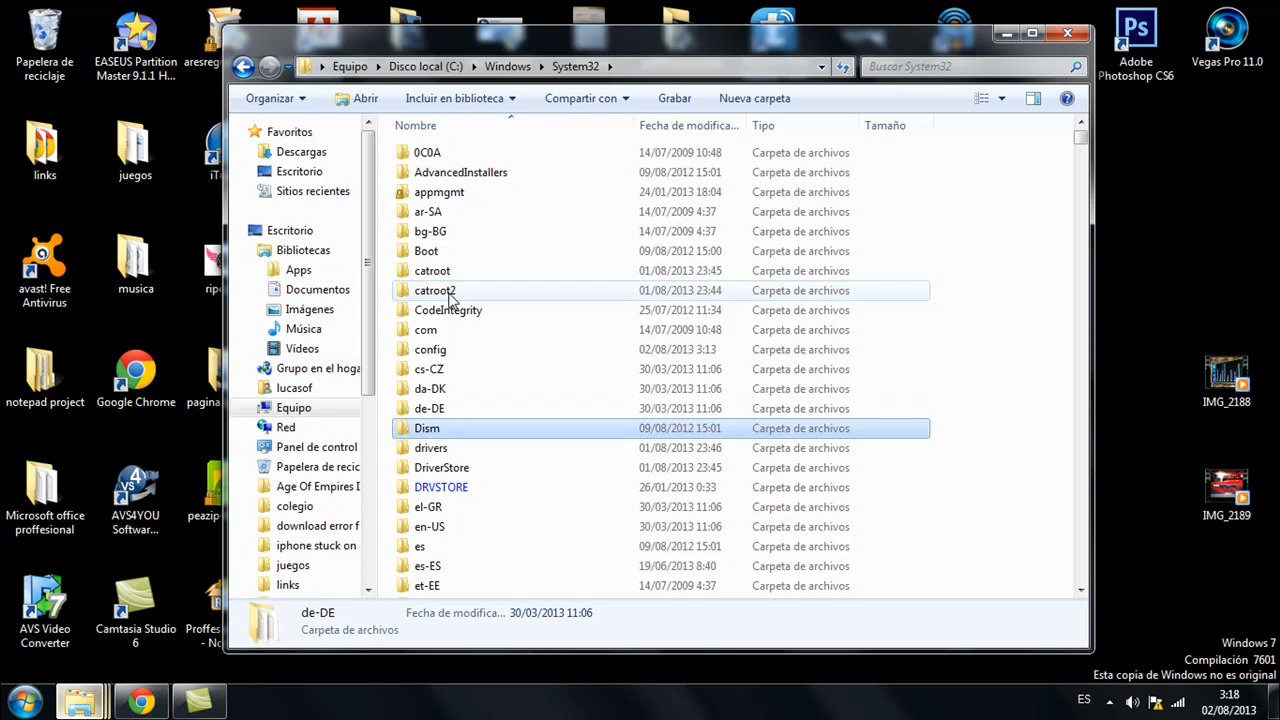 Papelera de
reciclaje
EASEUS Partition
Master 9.1.1 H...
aresreg
links
juegos
iTu
avast! Free
Antivirus
musica
ripo
notepad project
Google Chrome
pagina
Microsoft office
proffesional
AVS4YOU
Softwar...
peazip-
AVS Video
Converter
Camtasia Studio
6
Proffes
- No
Adobe
Photoshop CS6
Vegas Pro 11.0
IMG_2188
IMG_2189
Equipo
Disco local (C:)
Windows
System32
Buscar System32
Organizar
Abrir
Incluir en biblioteca
Compartir con
Grabar
Nueva carpeta
Favoritos
Descargas
Escritorio
Sitios recientes
Escritorio
Bibliotecas
Apps
Documentos
Imágenes
Música
Vídeos
Grupo en el hoga
lucasof
Equipo
Red
Panel de control
Papelera de recic
Age Of Empires I
colegio
download error f
iphone stuck on
juegos
links
Nombre Fecha de modifica... Tipo Tamaño
0C0A 14/07/2009 10:48 Carpeta de archivos
AdvancedInstallers 09/08/2012 15:01 Carpeta de archivos
appmgmt 24/01/2013 18:04 Carpeta de archivos
ar-SA 14/07/2009 4:37 Carpeta de archivos
bg-BG 14/07/2009 4:37 Carpeta de archivos
Boot 09/08/2012 15:00 Carpeta de archivos
catroot 01/08/2013 23:45 Carpeta de archivos
catroot2 01/08/2013 23:44 Carpeta de archivos
CodeIntegrity 25/07/2012 11:34 Carpeta de archivos
com 14/07/2009 10:48 Carpeta de archivos
config 02/08/2013 3:13 Carpeta de archivos
cs-CZ 30/03/2013 11:06 Carpeta de archivos
da-DK 30/03/2013 11:06 Carpeta de archivos
de-DE 30/03/2013 11:06 Carpeta de archivos
Dism 09/08/2012 15:01 Carpeta de archivos
drivers 01/08/2013 23:46 Carpeta de archivos
DriverStore 01/08/2013 23:45 Carpeta de archivos
DRVSTORE 26/01/2013 0:33 Carpeta de archivos
el-GR 30/03/2013 11:06 Carpeta de archivos
en-US 30/03/2013 11:06 Carpeta de archivos
es 09/08/2012 15:01 Carpeta de archivos
es-ES 19/06/2013 8:40 Carpeta de archivos
et-EE 14/07/2009 4:37 Carpeta de archivos
de-DE Fecha de modifica... 30/03/2013 11:06
Carpeta de archivos
Windows 7
Compilación 7601
Esta copia de Windows no es original
ES
3:18
02/08/2013